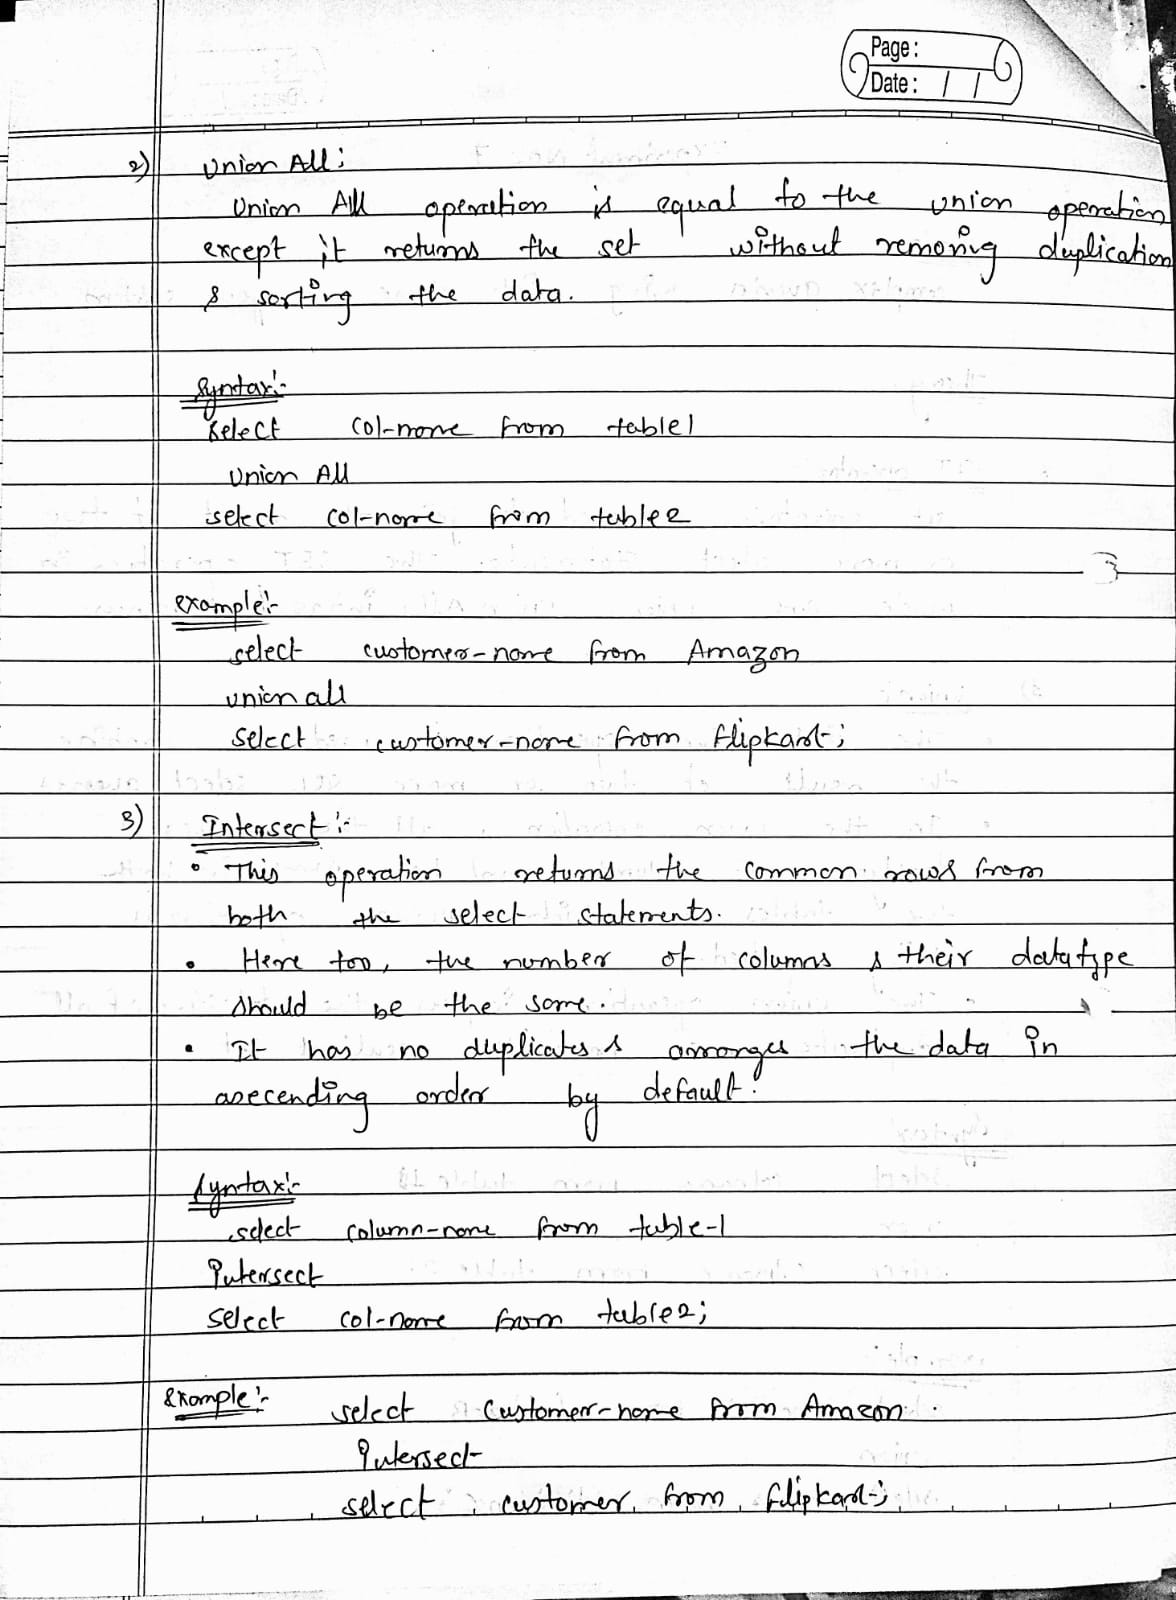 Page :
Date : / /
2) Union All :
Union All operation is equal to the union operation
except it returns the set without removing duplication
& sorting the data.
Syntax:-
Select col-name from table1
Union All
select col-name from table2
example:-
select customer-name from Amazon
union all
select customer-name from flipkart;
3) Intersect :-
• This operation returns the common rows from
both the select statements.
• Here too, the number of columns & their datatype
should be the same.
• It has no duplicates & arranges the data in
asecending order by default.
Syntax:-
select column-name from table-1
Intersect
select col-name from table2;
Example:- select Customer-name from Amazon.
Intersect
select customer from flipkart;